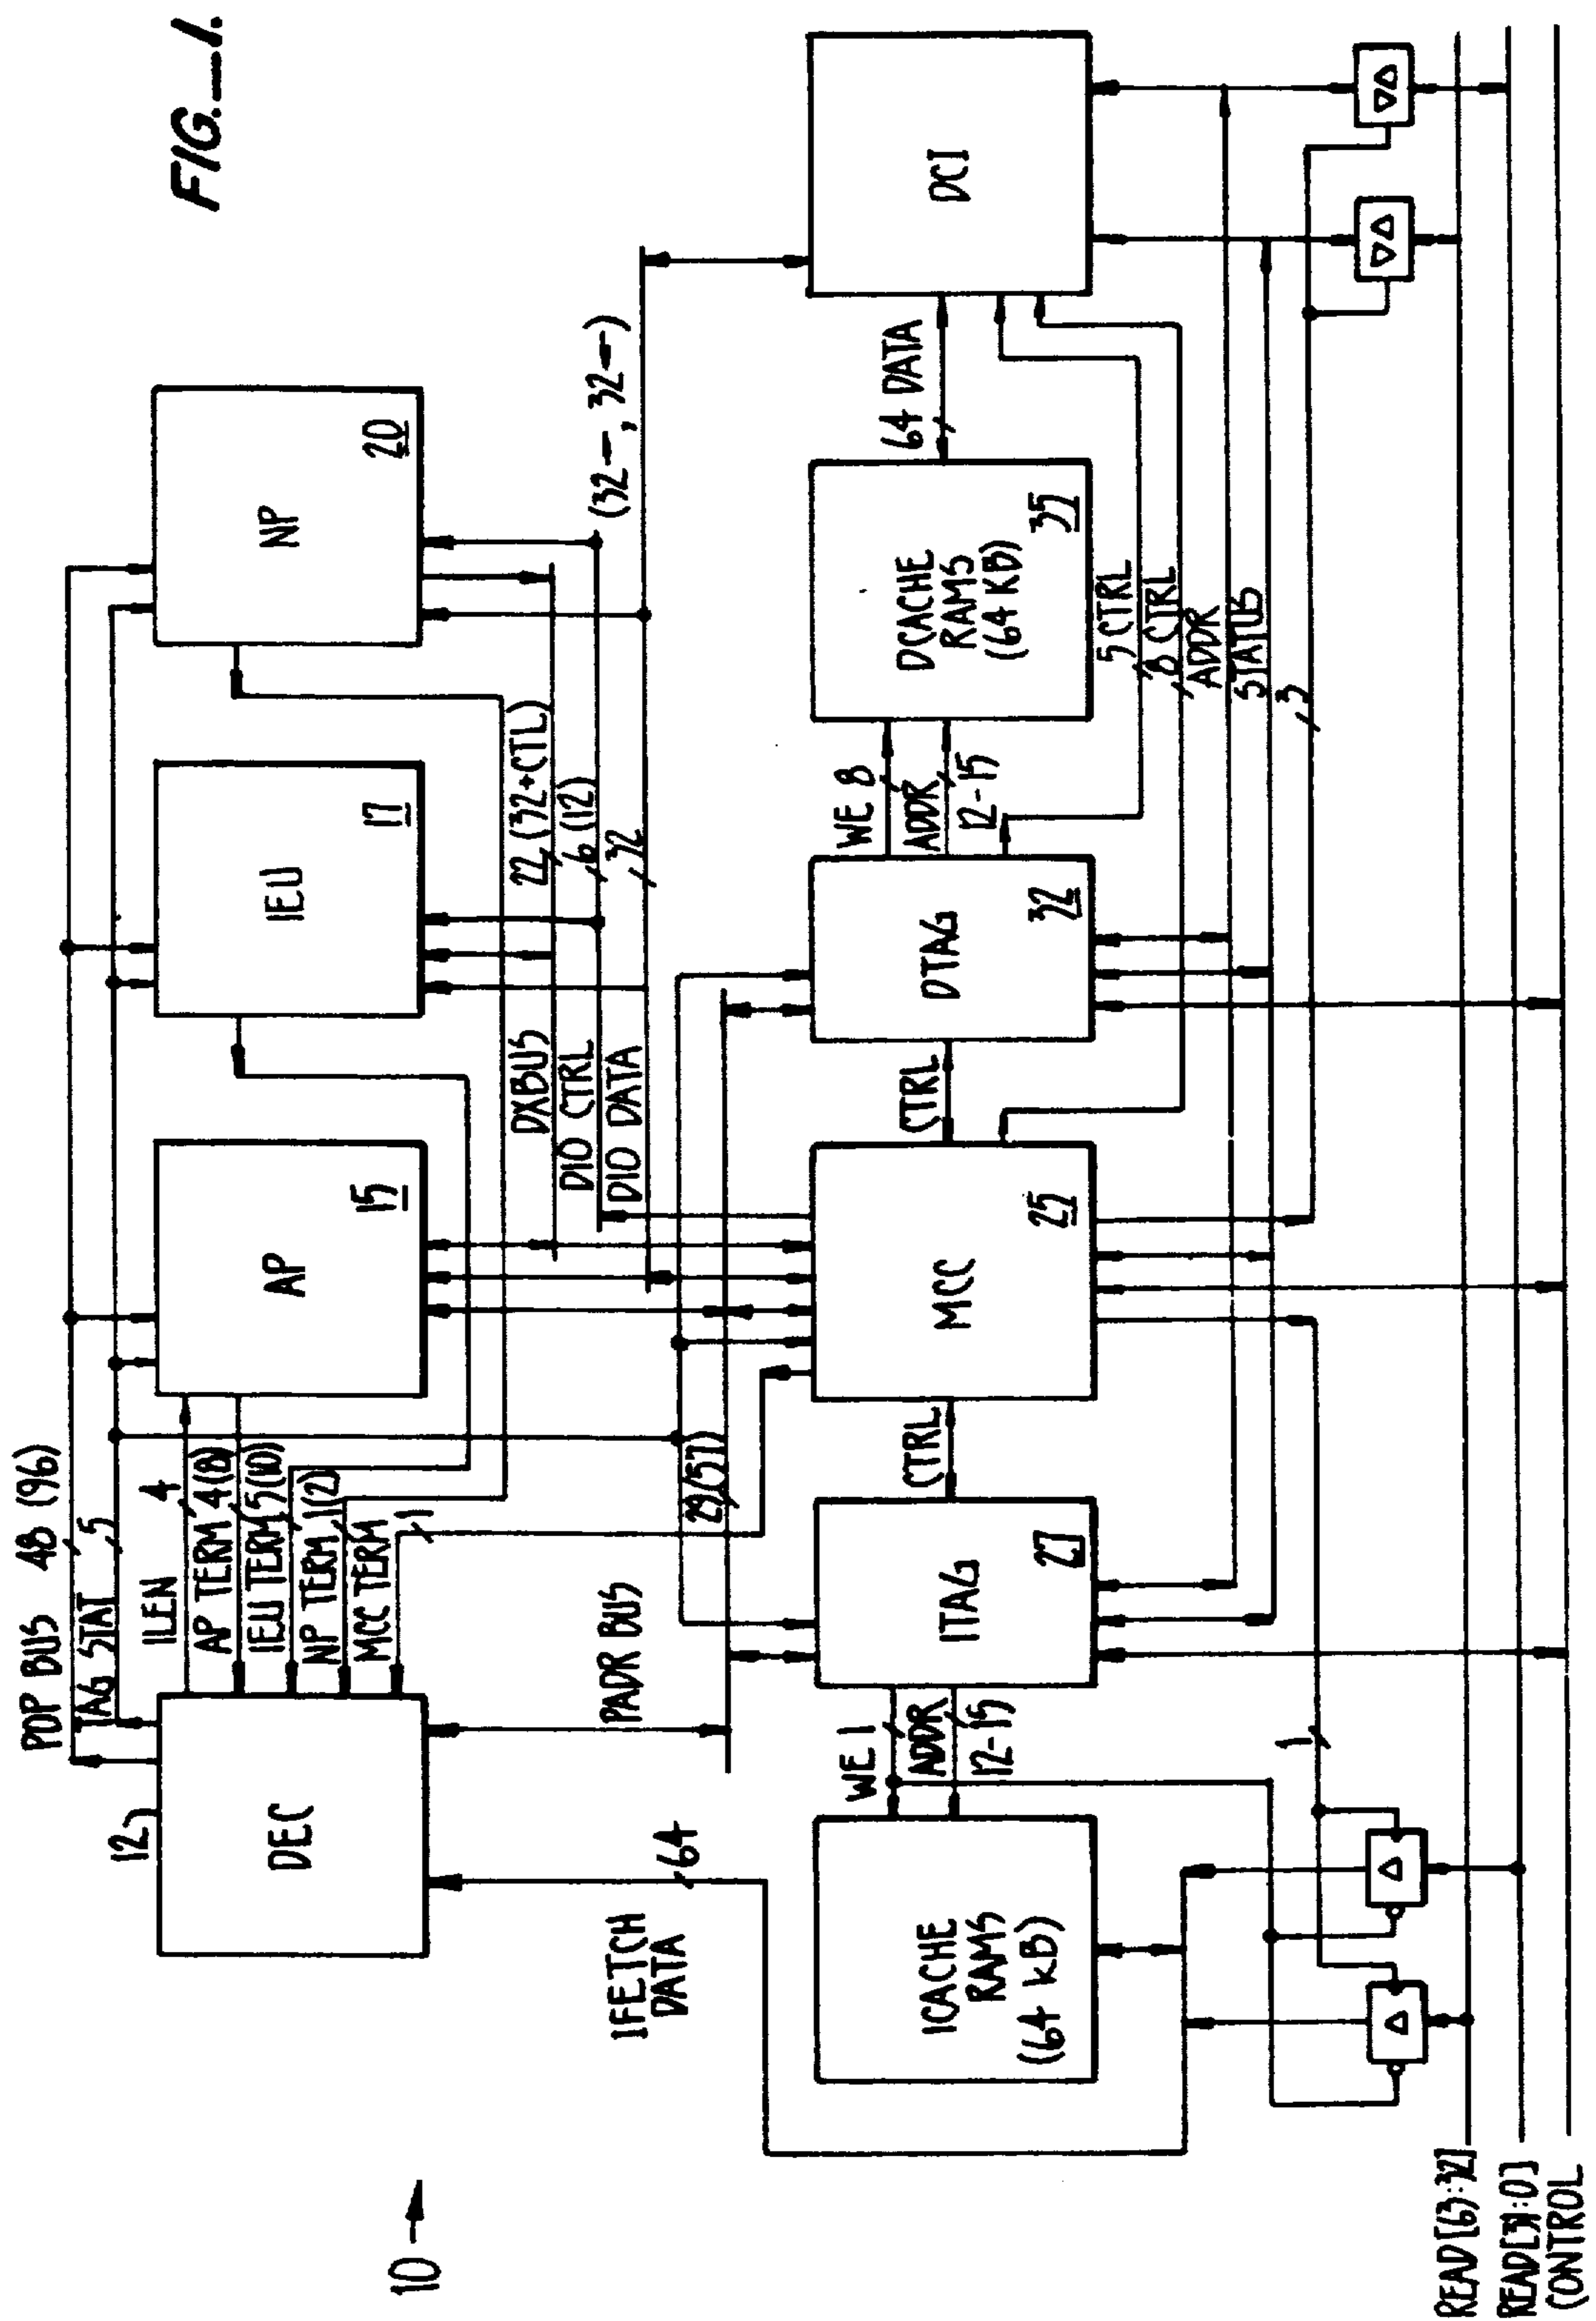 FIG._1.
PDP BUS 48 (96)
TAG STAT 5
12
DEC
ILEN 4
AP TERM 4(8)
IEU TERM 5(10)
NP TERM 1(2)
MCC TERM 1
AP
15
IEU
17
NP
20
DXBUS 22 (32+CTL)
DIO CTRL 6 (12)
DIO DATA 32
PADR BUS 29(57)
IFETCH
DATA
64
10
ICACHE
RAMS
(64 kB)
WE 1
ADDR
12-15
ITAG
27
CTRL
MCC
25
CTRL
DTAG
32
WE 8
ADDR
12-15
DCACHE
RAMS
(64 KB)
35
64 DATA
DCI
5 CTRL
8 CTRL
ADDR
STATUS
3
1
READ[63:32]
READ[31:0]
CONTROL